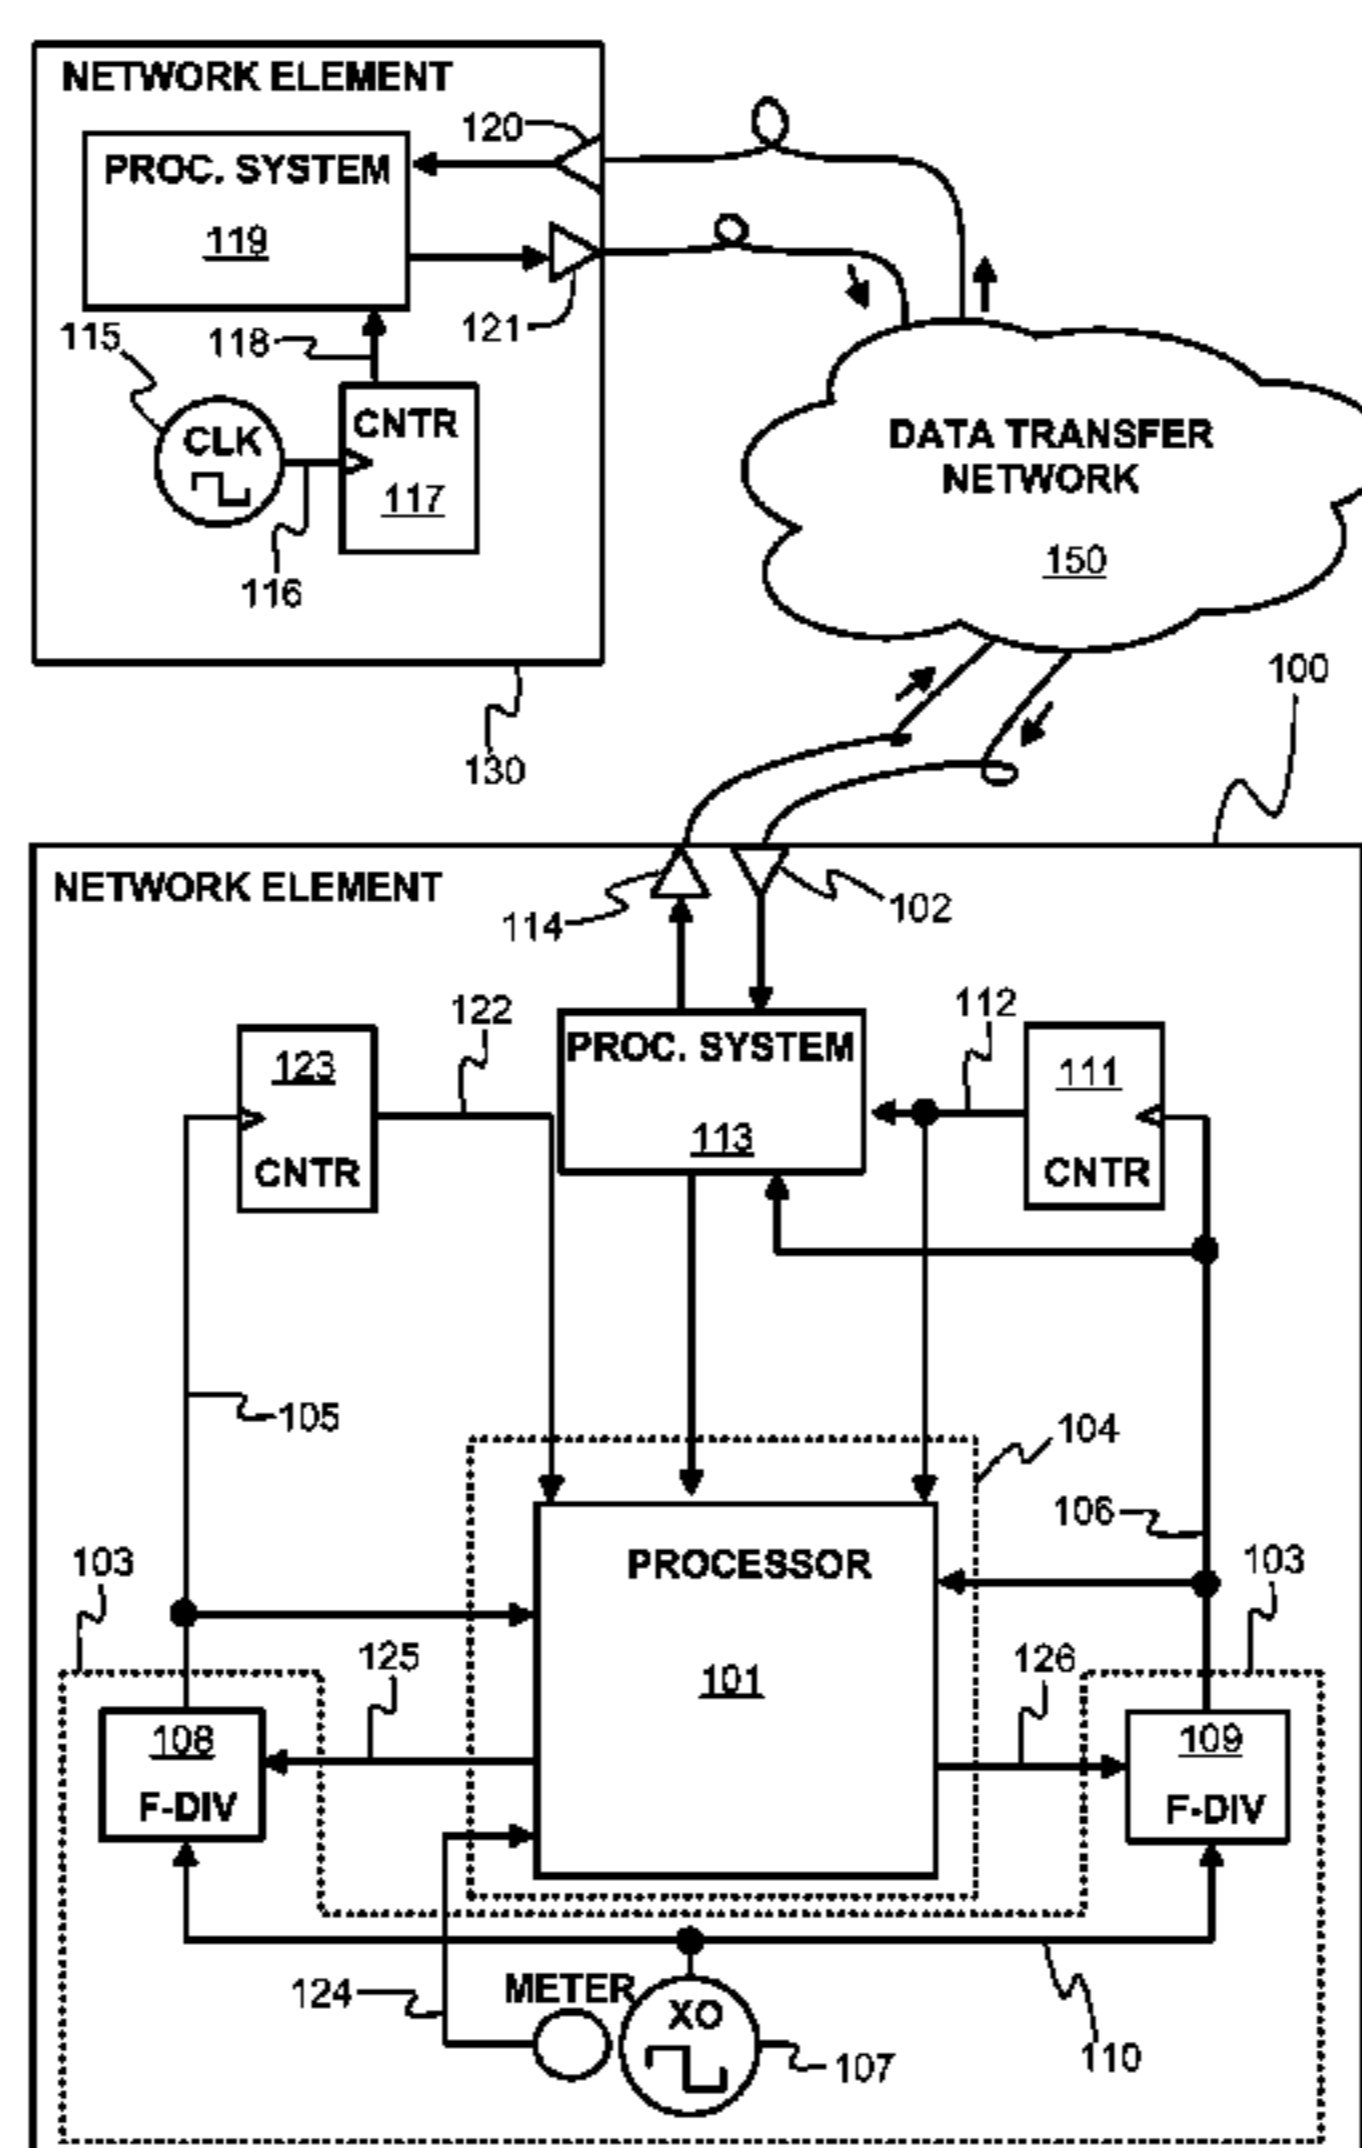 NETWORK ELEMENT
120
PROC. SYSTEM
119
121
115
118
CLK
CNTR
117
116
DATA TRANSFER
NETWORK
150
130
100
NETWORK ELEMENT
114
102
122
112
123
CNTR
PROC. SYSTEM
113
111
CNTR
105
104
106
103
103
PROCESSOR
101
125
126
108
F-DIV
109
F-DIV
124
METER
XO
107
110